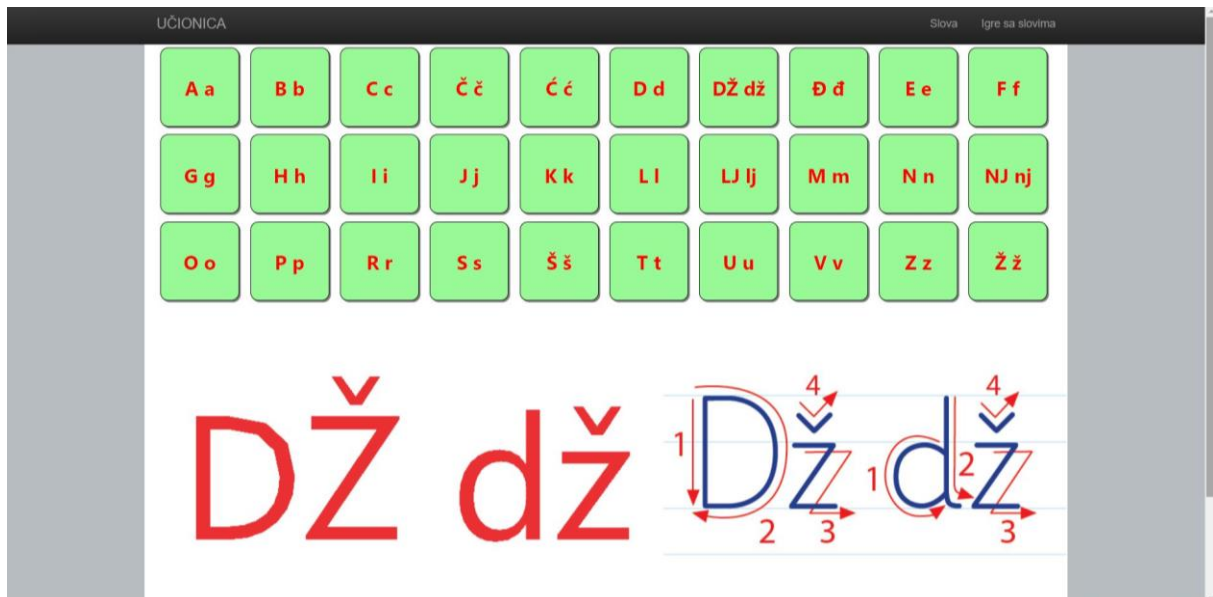 UČIONICA Slova Igre sa slovima
A a B b C c Č č Ć ć D d DŽ dž Đ đ E e F f
G g H h I i J j K k L l LJ lj M m N n NJ nj
O o P p R r S s Š š T t U u V v Z z Ž ž
DŽ dž Dž dž
4 4
1 1 2
2 3 3